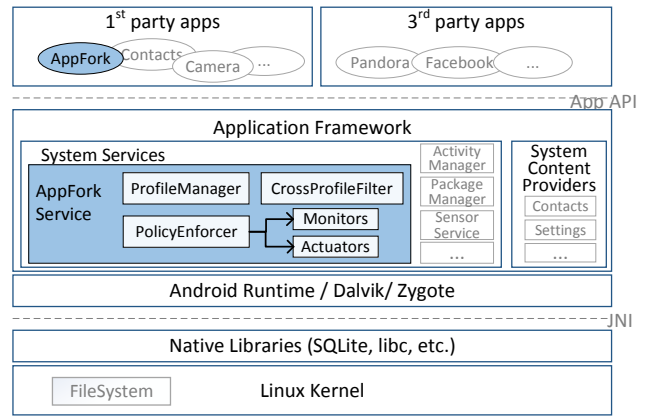 1st party apps
AppFork
Contacts
Camera
...
3rd party apps
Pandora
Facebook
...
App API
Application Framework
System Services
AppFork
Service
ProfileManager
CrossProfileFilter
PolicyEnforcer
Monitors
Actuators
Activity
Manager
Package
Manager
Sensor
Service
...
System
Content
Providers
Contacts
Settings
...
Android Runtime / Dalvik/ Zygote
JNI
Native Libraries (SQLite, libc, etc.)
FileSystem
Linux Kernel